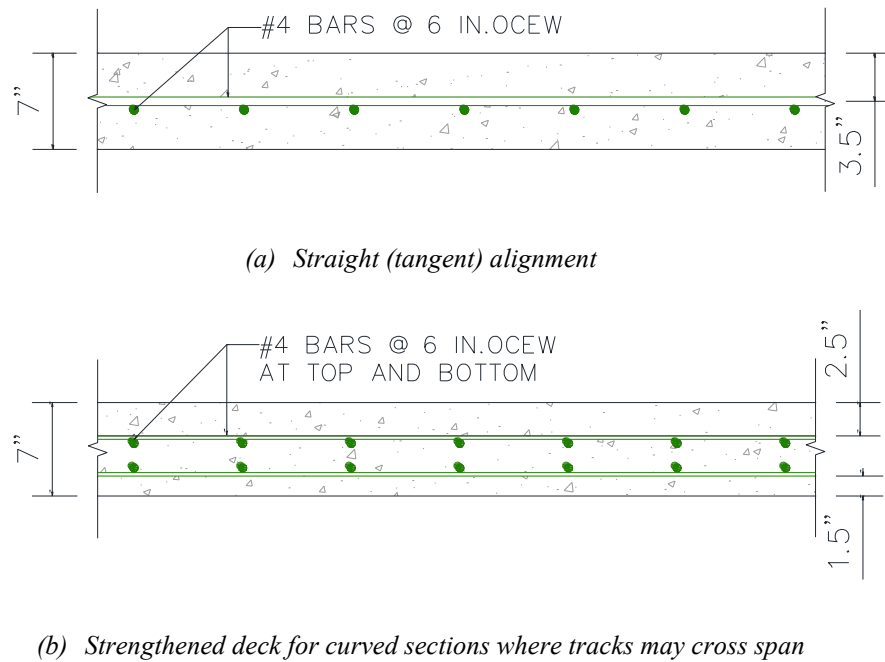 #4 BARS @ 6 IN.OCEW
7”
3.5”
(a) Straight (tangent) alignment
#4 BARS @ 6 IN.OCEW
AT TOP AND BOTTOM
2.5”
7”
1.5”
(b) Strengthened deck for curved sections where tracks may cross span